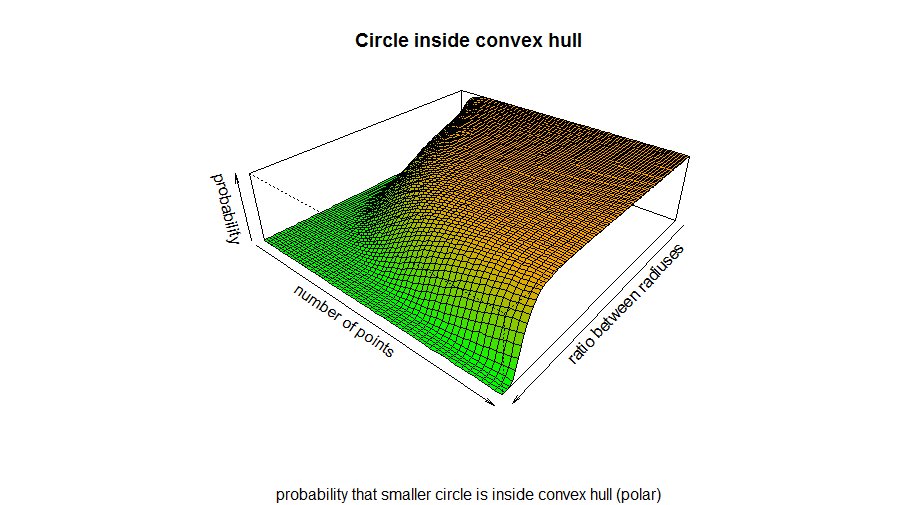 Circle inside convex hull
probability
number of points
ratio between radiuses
probability that smaller circle is inside convex hull (polar)